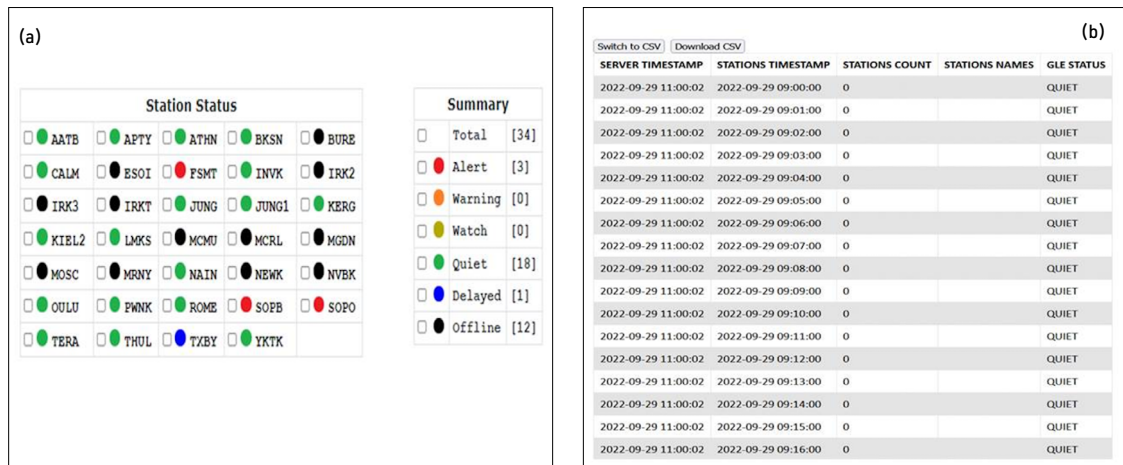 (a)
Station Status
AATB APTY ATHN BKSN BURE
CALM ESOI FSMT INVK IRK2
IRK3 IRKT JUNG JUNG1 KERG
KIEL2 LMKS MCMU MCRL MGDN
MOSC MRNY NAIN NEWK NVBK
OULU PWNK ROME SOPB SOPO
TERA THUL TXBY YKTK
Summary
Total [34]
Alert [3]
Warning [0]
Watch [0]
Quiet [18]
Delayed [1]
Offline [12]
(b)
Switch to CSV Download CSV
SERVER TIMESTAMP STATIONS TIMESTAMP STATIONS COUNT STATIONS NAMES GLE STATUS
2022-09-29 11:00:02 2022-09-29 09:00:00 0 QUIET
2022-09-29 11:00:02 2022-09-29 09:01:00 0 QUIET
2022-09-29 11:00:02 2022-09-29 09:02:00 0 QUIET
2022-09-29 11:00:02 2022-09-29 09:03:00 0 QUIET
2022-09-29 11:00:02 2022-09-29 09:04:00 0 QUIET
2022-09-29 11:00:02 2022-09-29 09:05:00 0 QUIET
2022-09-29 11:00:02 2022-09-29 09:06:00 0 QUIET
2022-09-29 11:00:02 2022-09-29 09:07:00 0 QUIET
2022-09-29 11:00:02 2022-09-29 09:08:00 0 QUIET
2022-09-29 11:00:02 2022-09-29 09:09:00 0 QUIET
2022-09-29 11:00:02 2022-09-29 09:10:00 0 QUIET
2022-09-29 11:00:02 2022-09-29 09:11:00 0 QUIET
2022-09-29 11:00:02 2022-09-29 09:12:00 0 QUIET
2022-09-29 11:00:02 2022-09-29 09:13:00 0 QUIET
2022-09-29 11:00:02 2022-09-29 09:14:00 0 QUIET
2022-09-29 11:00:02 2022-09-29 09:15:00 0 QUIET
2022-09-29 11:00:02 2022-09-29 09:16:00 0 QUIET